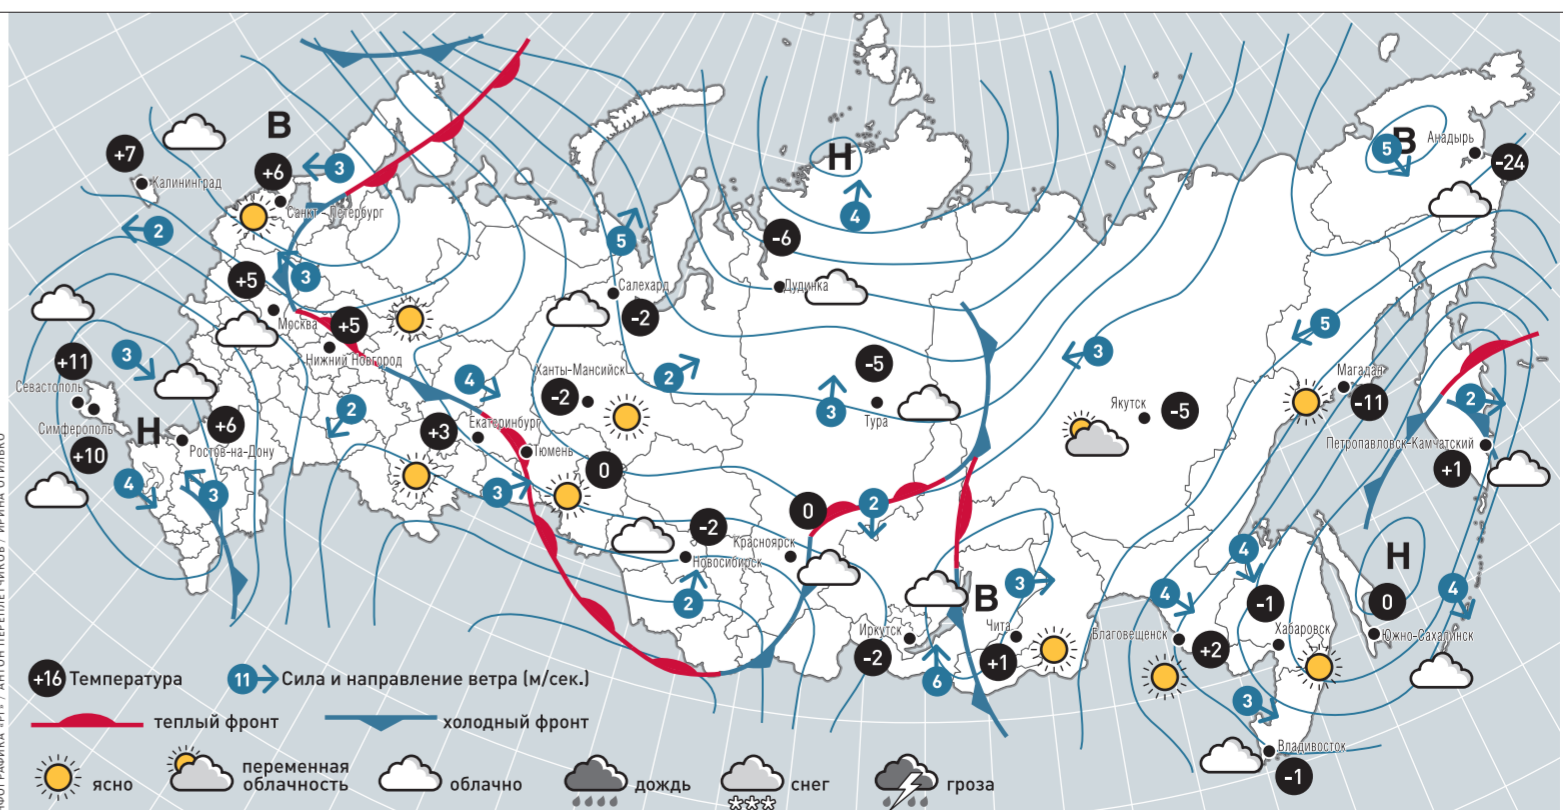 В
+7
Калининград
+6
3
Санкт-Петербург
2
3
+5
Москва
+5
Нижний Новгород
+11
3
Севастополь
Симферополь
+10
Н
+6
Ростов-на-Дону
4
3
2
4
+3
Екатеринбург
Тюмень
0
3
Ханты-Мансийск
-2
5
Салехард
-2
2
Н
4
-6
Дудинка
-5
Тура
3
3
-2
Новосибирск
2
0
Красноярск
2
Иркутск
-2
6
В
3
Чита
+1
Якутск
-5
5
В
5
Анадырь
-24
Магадан
-11
2
Петропавловск-Камчатский
+1
Н
0
Южно-Сахалинск
4
4
4
Благовещенск
+2
-1
Хабаровск
3
Владивосток
-1
+16 Температура
11 Сила и направление ветра (м/сек.)
теплый фронт
холодный фронт
ясно
переменная
облачность
облачно
дождь
снег
гроза